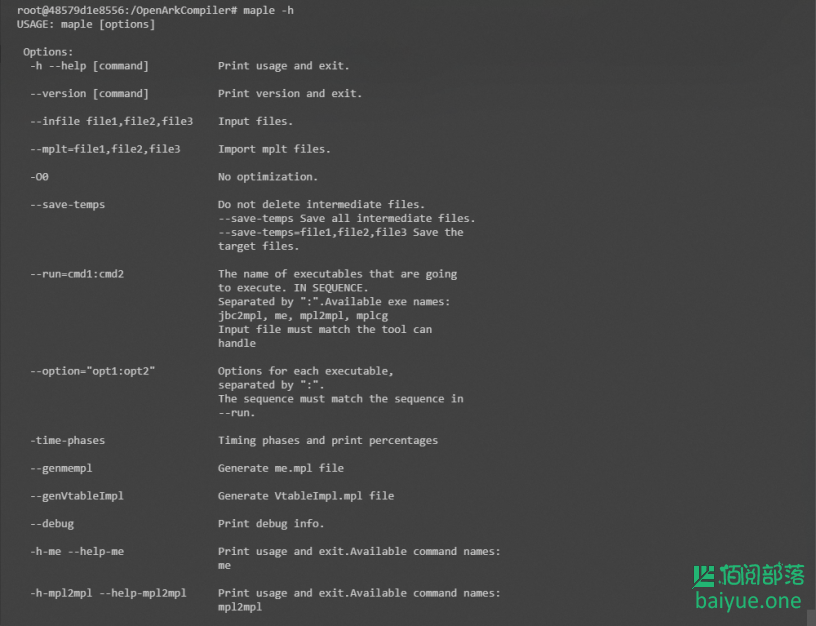 root@48579d1e8556:/OpenArkCompiler# maple -h
USAGE: maple [options]
Options:
-h --help [command] Print usage and exit.
--version [command] Print version and exit.
--infile file1,file2,file3 Input files.
--mplt=file1,file2,file3 Import mplt files.
-O0 No optimization.
--save-temps Do not delete intermediate files.
--save-temps Save all intermediate files.
--save-temps=file1,file2,file3 Save the
target files.
--run=cmd1:cmd2 The name of executables that are going
to execute. IN SEQUENCE.
Separated by ":".Available exe names:
jbc2mpl, me, mpl2mpl, mplcg
Input file must match the tool can
handle
--option="opt1:opt2" Options for each executable,
separated by ":".
The sequence must match the sequence in
--run.
-time-phases Timing phases and print percentages
--genmempl Generate me.mpl file
--genVtableImpl Generate VtableImpl.mpl file
--debug Print debug info.
-h-me --help-me Print usage and exit.Available command names:
me
-h-mpl2mpl --help-mpl2mpl Print usage and exit.Available command names:
mpl2mpl
佰阅部落
baiyue.one